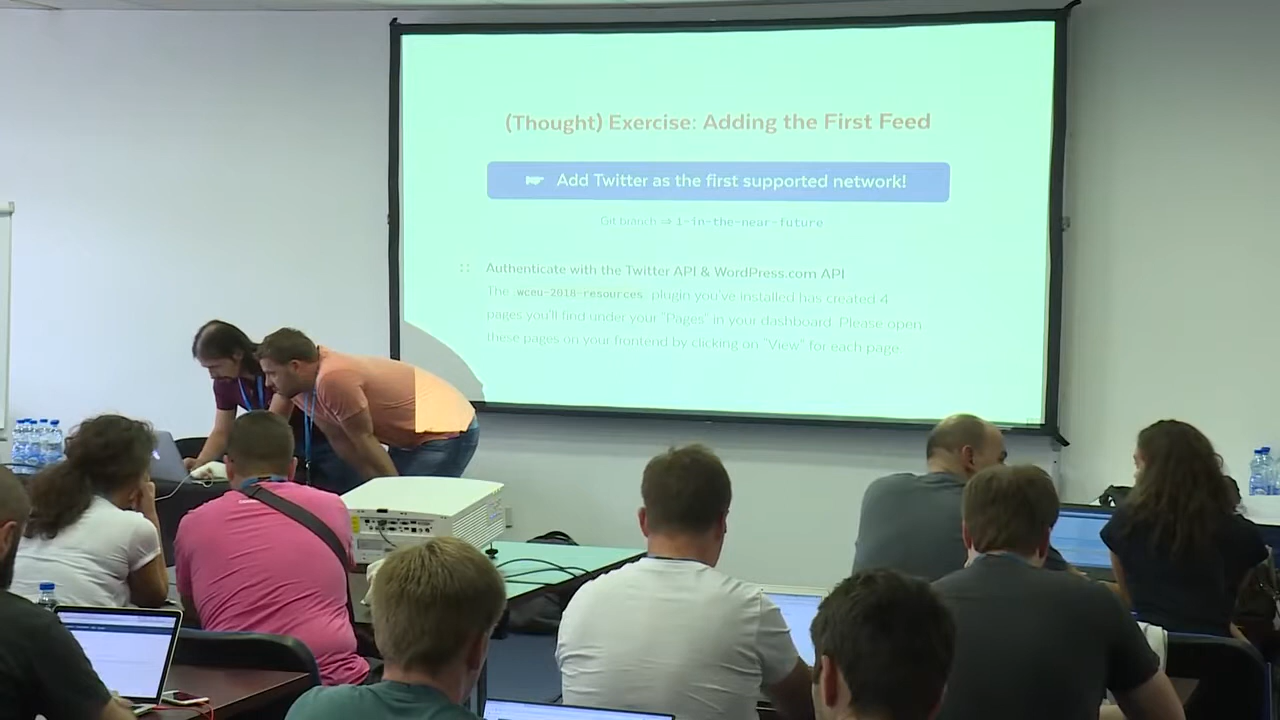 (Thought) Exercise: Adding the First Feed
Add Twitter as the first supported network!
Git branch ⇒ 1-in-the-near-future
Authenticate with the Twitter API & WordPress.com API
The wceu-2018-resources plugin you've installed has created 4
pages you'll find under your "Pages" in your dashboard. Please open
these pages on your frontend by clicking on "View" for each page.